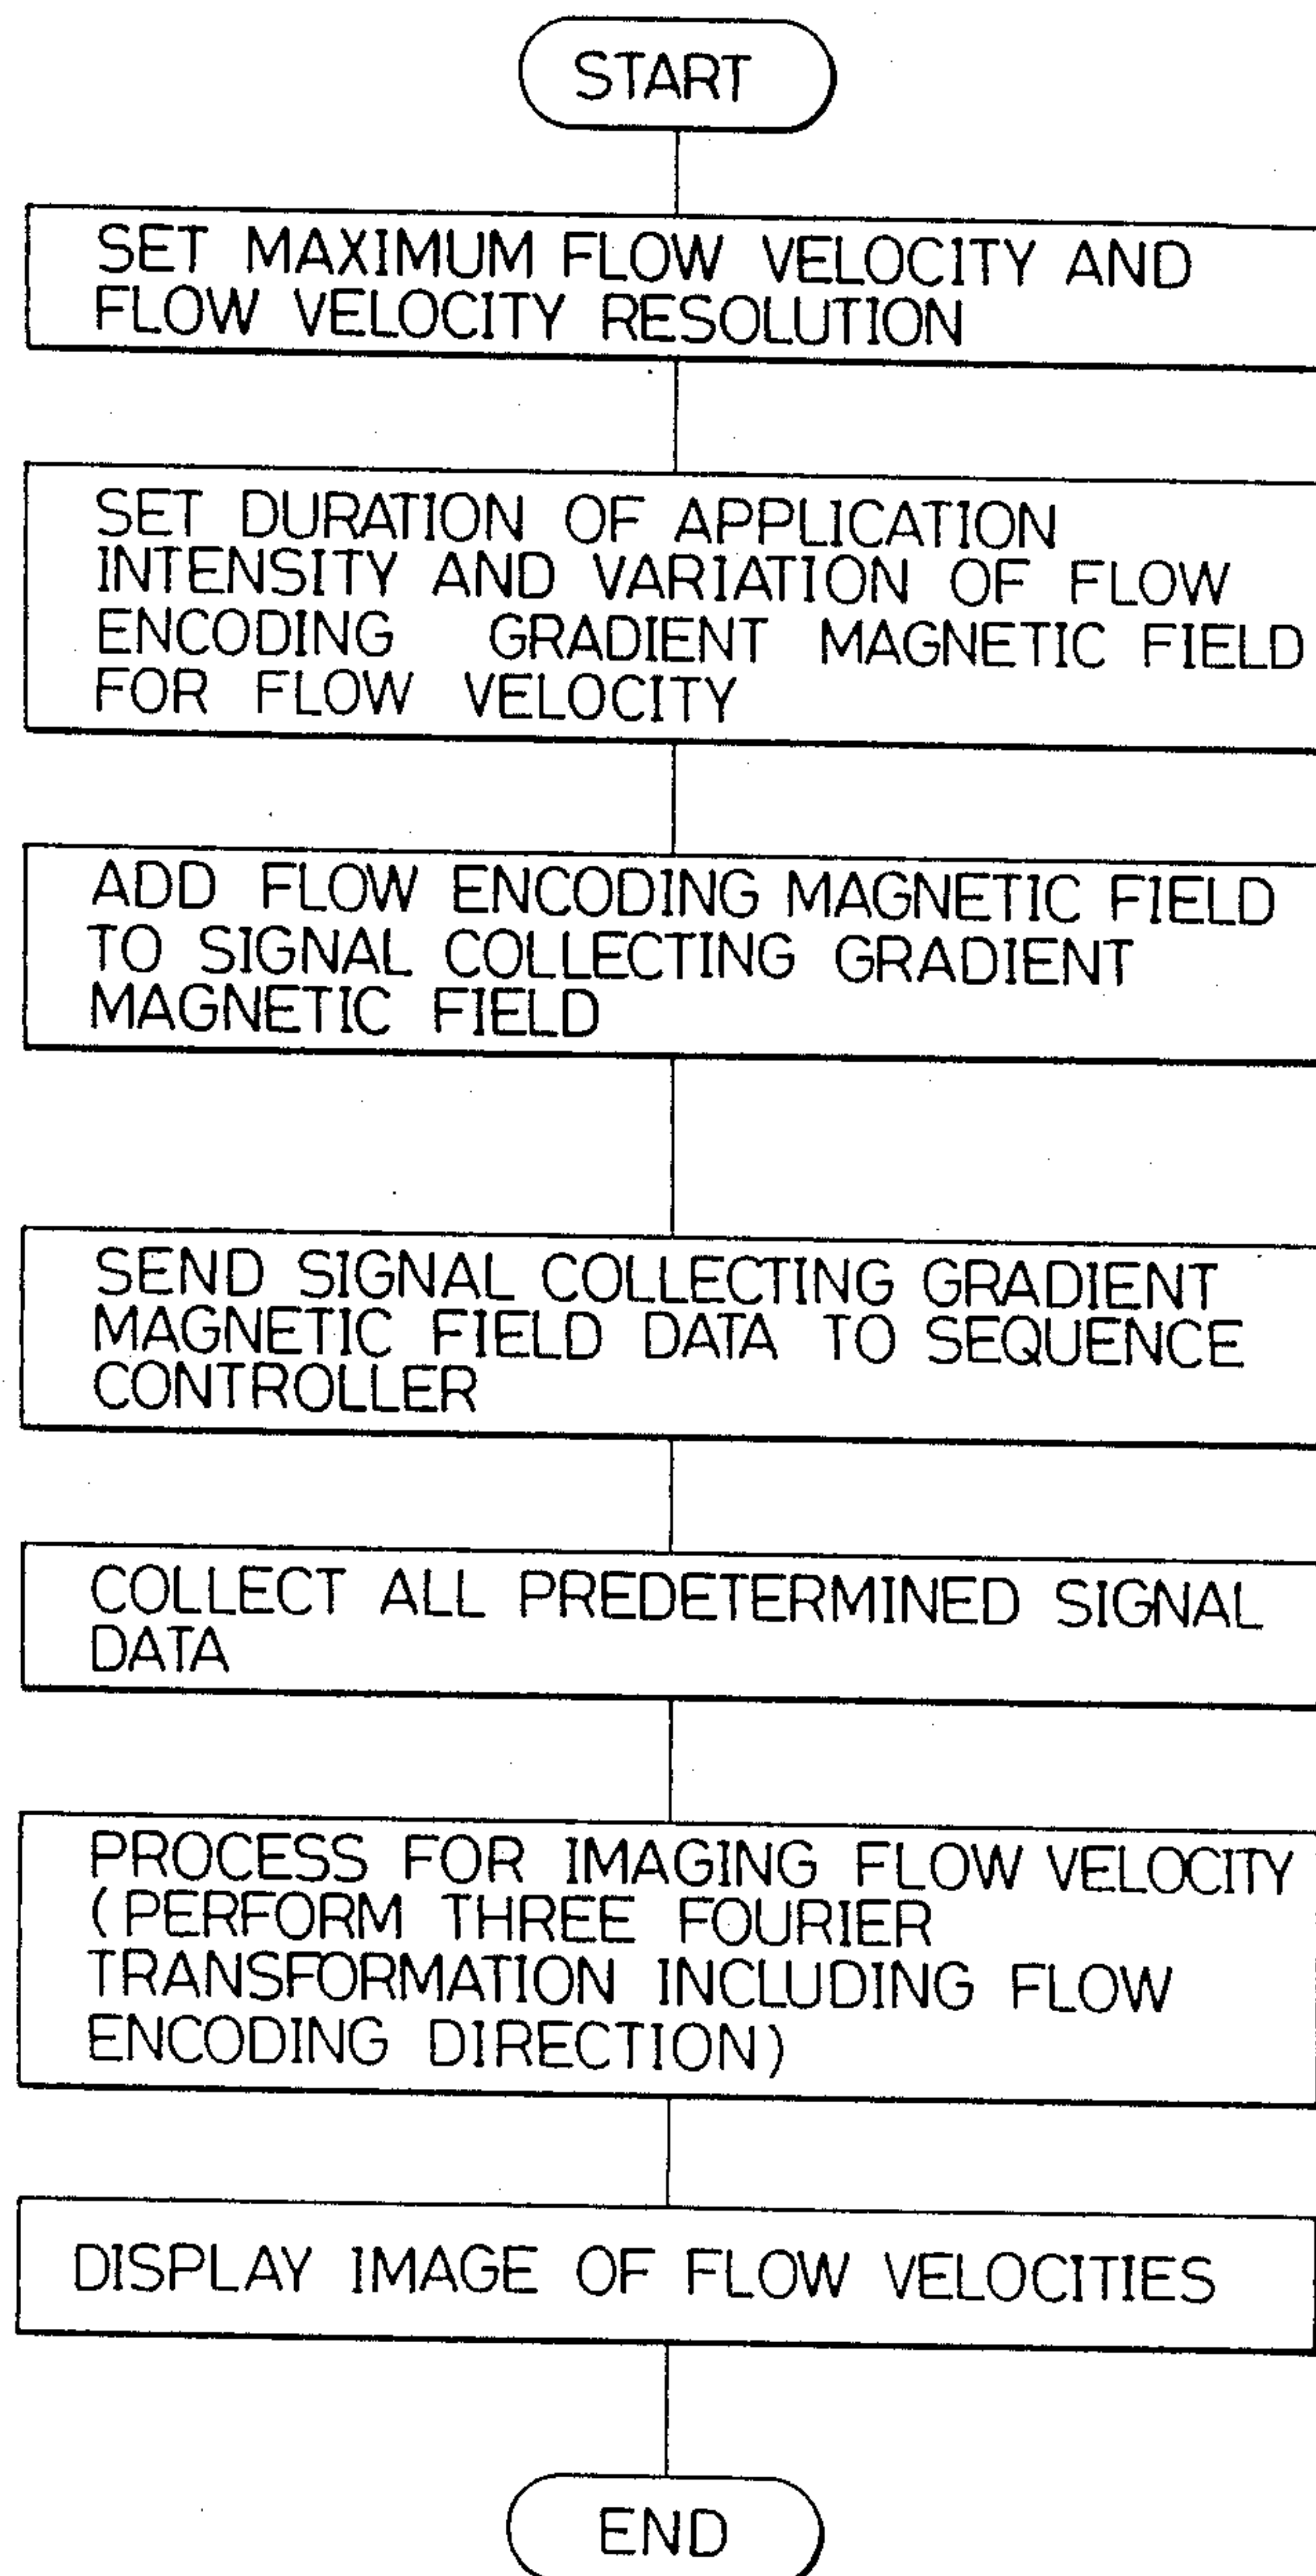 START
SET MAXIMUM FLOW VELOCITY AND
FLOW VELOCITY RESOLUTION
SET DURATION OF APPLICATION
INTENSITY AND VARIATION OF FLOW
ENCODING GRADIENT MAGNETIC FIELD
FOR FLOW VELOCITY
ADD FLOW ENCODING MAGNETIC FIELD
TO SIGNAL COLLECTING GRADIENT
MAGNETIC FIELD
SEND SIGNAL COLLECTING GRADIENT
MAGNETIC FIELD DATA TO SEQUENCE
CONTROLLER
COLLECT ALL PREDETERMINED SIGNAL
DATA
PROCESS FOR IMAGING FLOW VELOCITY
(PERFORM THREE FOURIER
TRANSFORMATION INCLUDING FLOW
ENCODING DIRECTION)
DISPLAY IMAGE OF FLOW VELOCITIES
END